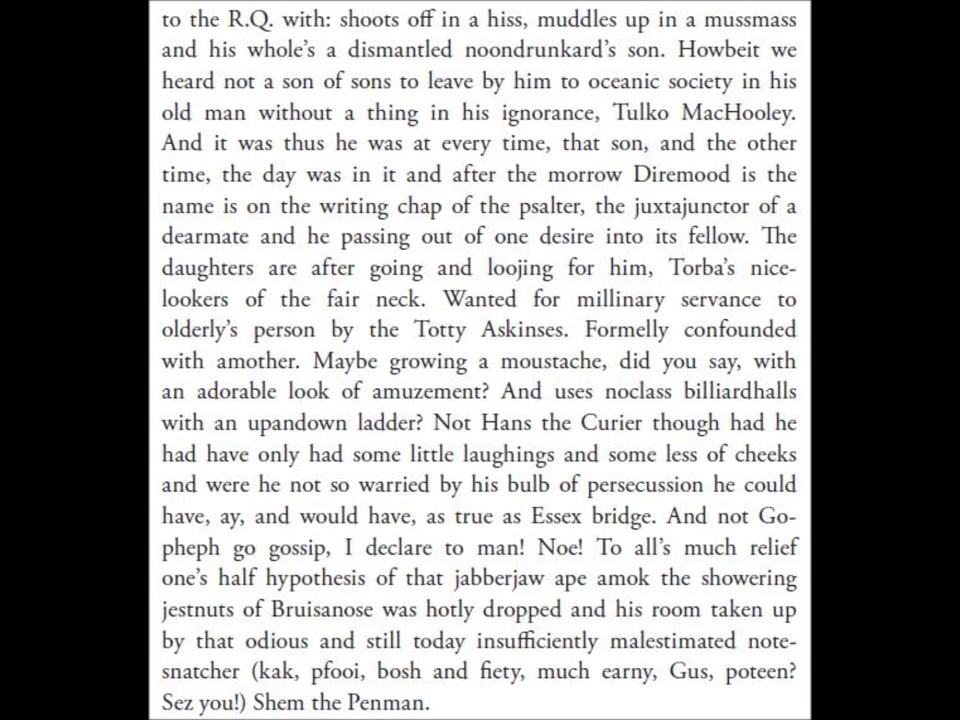 to the R.Q. with: shoots off in a hiss, muddles up in a mussmass
and his whole’s a dismantled noondrunkard’s son. Howbeit we
heard not a son of sons to leave by him to oceanic society in his
old man without a thing in his ignorance, Tulko MacHooley.
And it was thus he was at every time, that son, and the other
time, the day was in it and after the morrow Diremood is the
name is on the writing chap of the psalter, the juxtajunctor of a
dearmate and he passing out of one desire into its fellow. The
daughters are after going and loojing for him, Torba’s nice-
lookers of the fair neck. Wanted for millinary servance to
olderly’s person by the Totty Askinses. Formelly confounded
with amother. Maybe growing a moustache, did you say, with
an adorable look of amuzement? And uses noclass billiardhalls
with an upandown ladder? Not Hans the Curier though had he
had have only had some little laughings and some less of cheeks
and were he not so warried by his bulb of persecussion he could
have, ay, and would have, as true as Essex bridge. And not Go-
pheph go gossip, I declare to man! Noe! To all’s much relief
one’s half hypothesis of that jabberjaw ape amok the showering
jestnuts of Bruisanose was hotly dropped and his room taken up
by that odious and still today insufficiently malestimated note-
snatcher (kak, pfooi, bosh and fiety, much earny, Gus, poteen?
Sez you!) Shem the Penman.